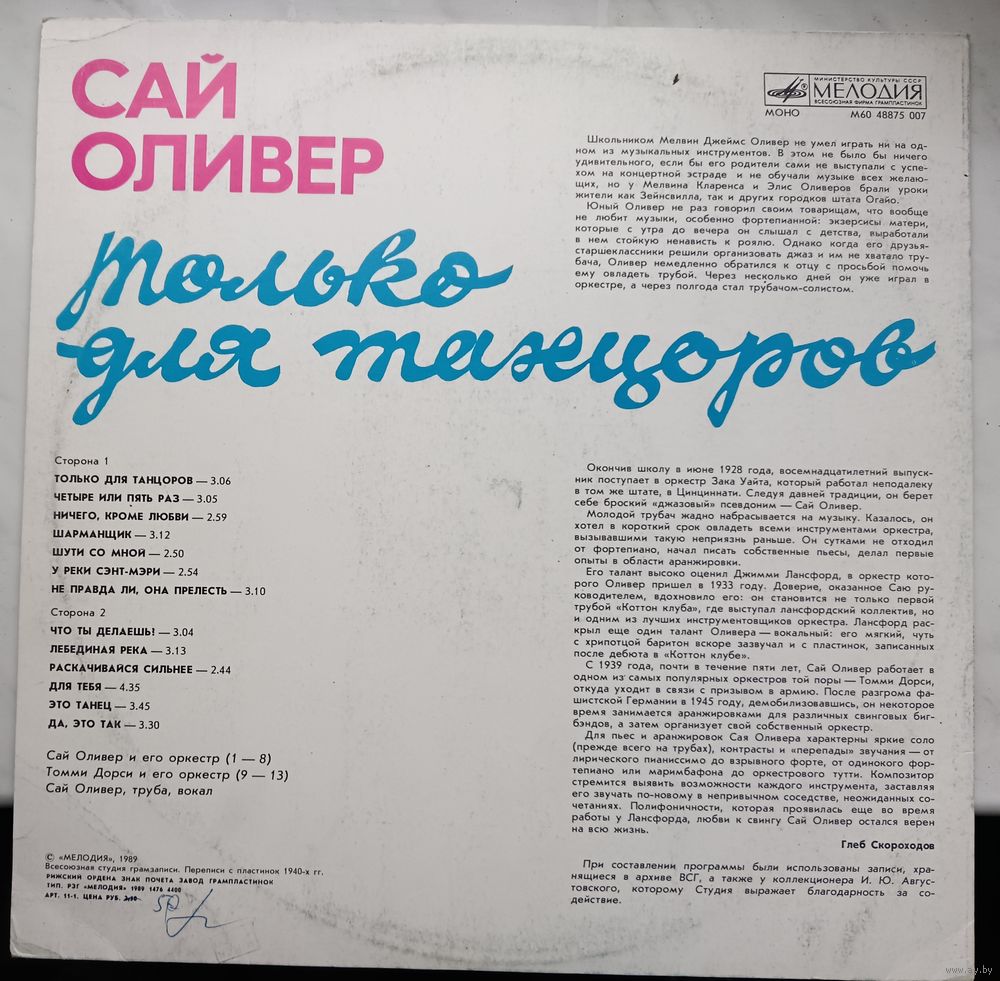 САЙ
ОЛИВЕР
только
для танцоров
МИНИСТЕРСТВО КУЛЬТУРЫ СССР
МЕЛОДИЯ
ВСЕСОЮЗНАЯ ФИРМА ГРАМПЛАСТИНОК
МОНО М60 48875 007
Школьником Мелвин Джеймс Оливер не умел играть ни на од-
ном из музыкальных инструментов. В этом не было бы ничего
удивительного, если бы его родители сами не выступали с успе-
хом на концертной эстраде и не обучали музыке всех желаю-
щих, но у Мелвина Кларенса и Элис Оливеров брали уроки
жители как Зейнсвилла, так и других городков штата Огайо.
Юный Оливер не раз говорил своим товарищам, что вообще
не любит музыки, особенно фортепианной: экзерсисы матери,
которые с утра до вечера он слышал с детства, выработали
в нем стойкую ненависть к роялю. Однако когда его друзья-
старшеклассники решили организовать джаз и им не хватало тру-
бача, Оливер немедленно обратился к отцу с просьбой помочь
ему овладеть трубой. Через несколько дней он уже играл в
оркестре, а через полгода стал трубачом-солистом.
Окончив школу в июне 1928 года, восемнадцатилетний выпуск-
ник поступает в оркестр Зака Уайта, который работал неподалеку
в том же штате, в Цинциннати. Следуя давней традиции, он берет
себе броский «джазовый» псевдоним — Сай Оливер.
Молодой трубач жадно набрасывается на музыку. Казалось, он
хотел в короткий срок овладеть всеми инструментами оркестра,
вызывавшими такую неприязнь раньше. Он сутками не отходил
от фортепиано, начал писать собственные пьесы, делал первые
опыты в области аранжировки.
Его талант высоко оценил Джимми Лансфорд, в оркестр кото-
рого Оливер пришел в 1933 году. Доверие, оказанное Саю ру-
ководителем, вдохновило его: он становится не только первой
трубой «Коттон клуба», где выступал лансфордский коллектив, но
и одним из лучших инструментовщиков оркестра. Лансфорд рас-
крыл еще один талант Оливера — вокальный: его мягкий, чуть
с хрипотцой баритон вскоре зазвучал и с пластинок, записанных
после дебюта в «Коттон клубе».
С 1939 года, почти в течение пяти лет, Сай Оливер работает в
одном из самых популярных оркестров той поры — Томми Дорси,
откуда уходит в связи с призывом в армию. После разгрома фа-
шистской Германии в 1945 году, демобилизовавшись, он некоторое
время занимается аранжировками для различных свинговых биг-
бэндов, а затем организует свой собственный оркестр.
Для пьес и аранжировок Сая Оливера характерны яркие соло
(прежде всего на трубах), контрасты и «перепады» звучания — от
лирического пианиссимо до взрывного форте, от одинокого фор-
тепиано или маримбафона до оркестрового тутти. Композитор
стремится выявить возможности каждого инструмента, заставляя
его звучать по-новому в непривычном соседстве, неожиданных со-
четаниях. Полифоничности, которая проявилась еще во время
работы у Лансфорда, любви к свингу Сай Оливер остался верен
на всю жизнь.
Глеб Скороходов
При составлении программы были использованы записи, хра-
нящиеся в архиве ВСГ, а также у коллекционера И. Ю. Авгус-
товского, которому Студия выражает благодарность за со-
действие.
Сторона 1
ТОЛЬКО ДЛЯ ТАНЦОРОВ — 3.06
ЧЕТЫРЕ ИЛИ ПЯТЬ РАЗ — 3.05
НИЧЕГО, КРОМЕ ЛЮБВИ — 2.59
ШАРМАНЩИК — 3.12
ШУТИ СО МНОЙ — 2.50
У РЕКИ СЭНТ-МЭРИ — 2.54
НЕ ПРАВДА ЛИ, ОНА ПРЕЛЕСТЬ — 3.10
Сторона 2
ЧТО ТЫ ДЕЛАЕШЬ! — 3.04
ЛЕБЕДИНАЯ РЕКА — 3.13
РАСКАЧИВАЙСЯ СИЛЬНЕЕ — 2.44
ДЛЯ ТЕБЯ — 4.35
ЭТО ТАНЕЦ — 3.45
ДА, ЭТО ТАК — 3.30
Сай Оливер и его оркестр (1 — 8)
Томми Дорси и его оркестр (9 — 13)
Сай Оливер, труба, вокал
© «МЕЛОДИЯ», 1989
Всесоюзная студия грамзаписи. Переписи с пластинок 1940-х гг.
РИЖСКИЙ ОРДЕНА ЗНАК ПОЧЕТА ЗАВОД ГРАМПЛАСТИНОК
ТИП. РЗГ «МЕЛОДИЯ» 1989 1476 4400
АРТ. 11-1. ЦЕНА РУБ.
www.ay.by